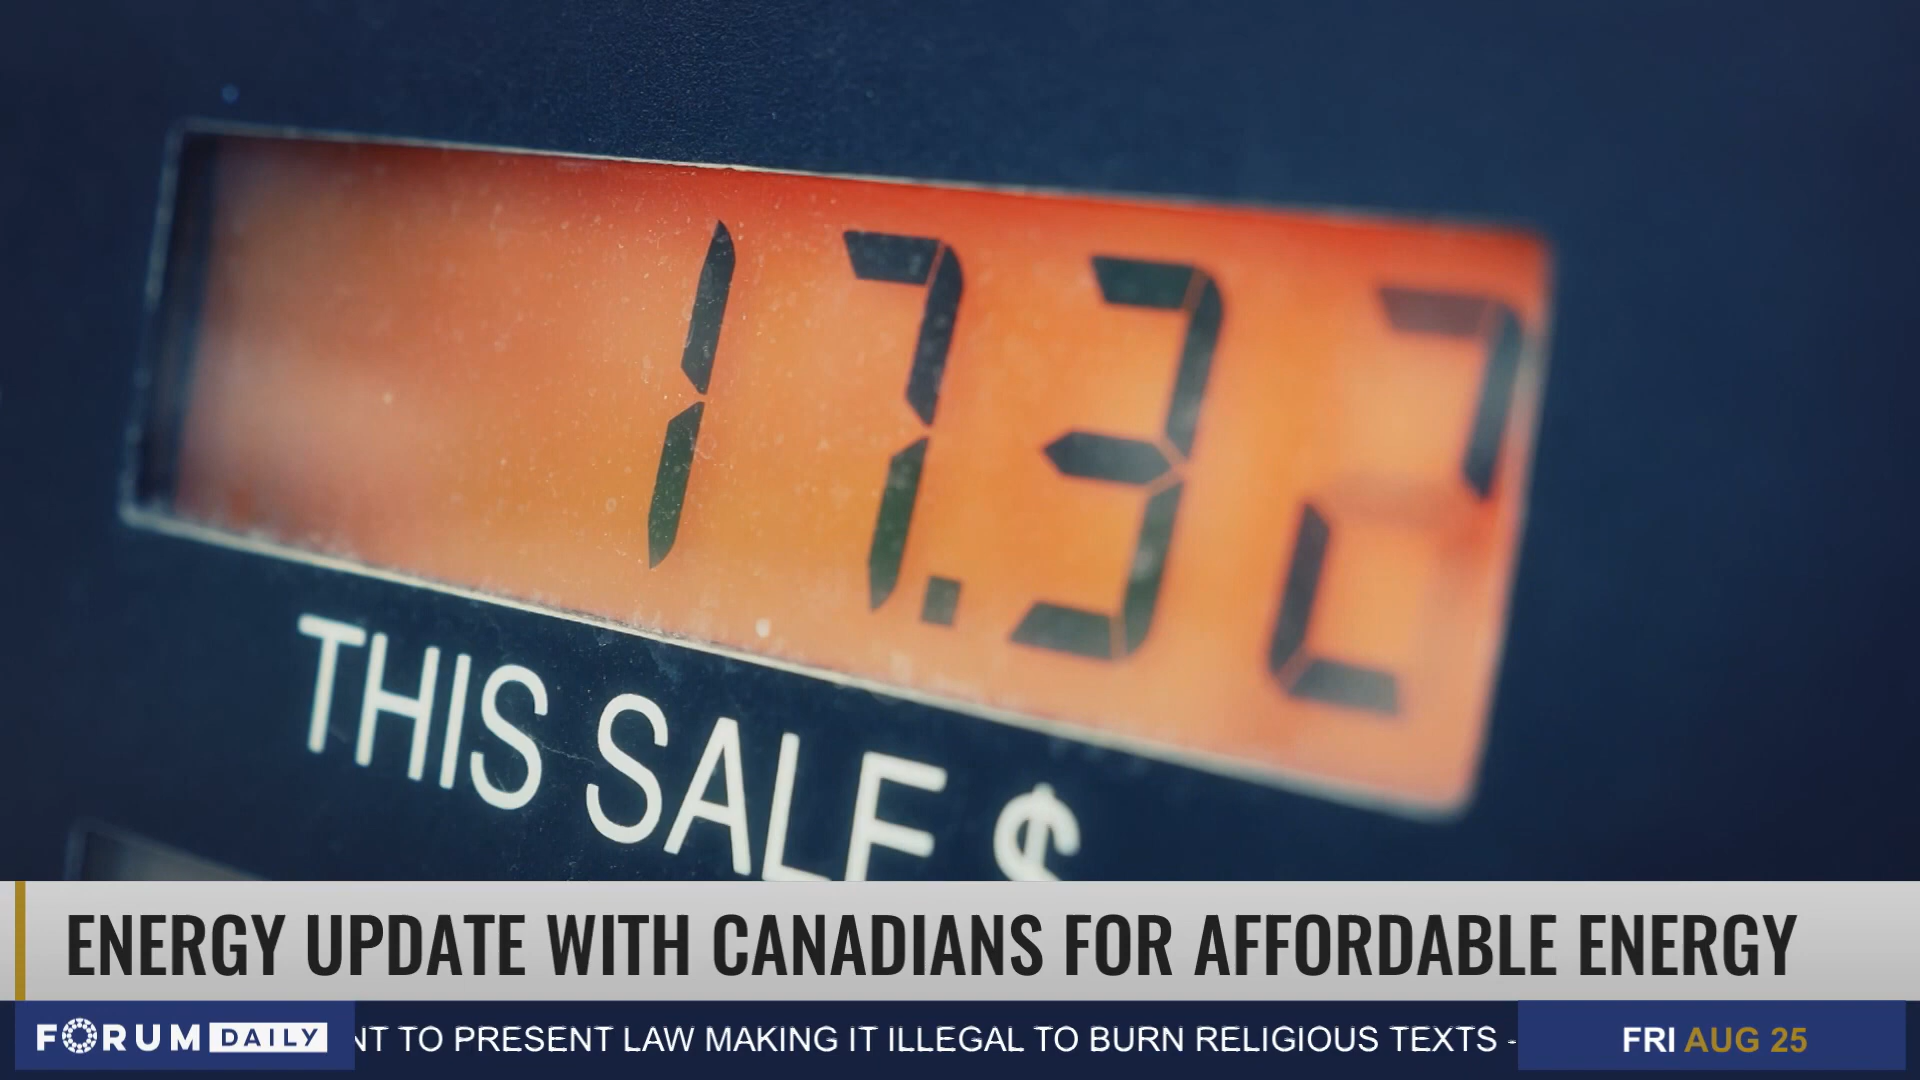 17.32
THIS SALE $
ENERGY UPDATE WITH CANADIANS FOR AFFORDABLE ENERGY
FORUM DAILY
NT TO PRESENT LAW MAKING IT ILLEGAL TO BURN RELIGIOUS TEXTS -
FRI AUG 25